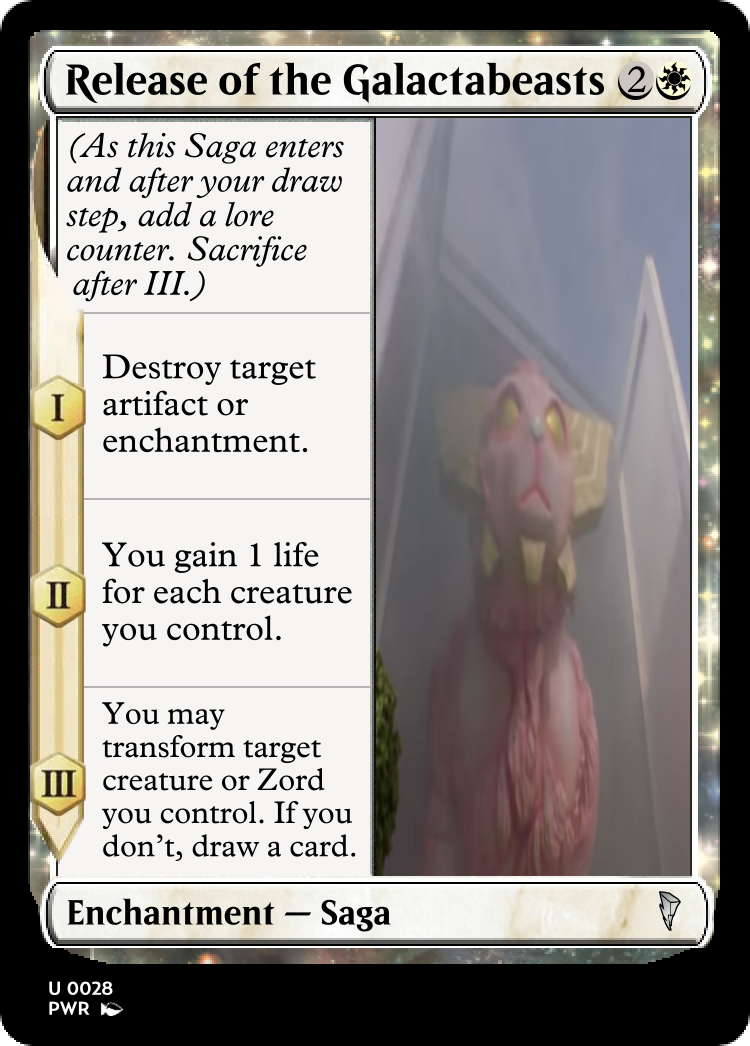 Release of the Galactabeasts 2
(As this Saga enters
and after your draw
step, add a lore
counter. Sacrifice
after III.)
I
Destroy target
artifact or
enchantment.
II
You gain 1 life
for each creature
you control.
III
You may
transform target
creature or Zord
you control. If you
don't, draw a card.
Enchantment — Saga
U 0028
PWR